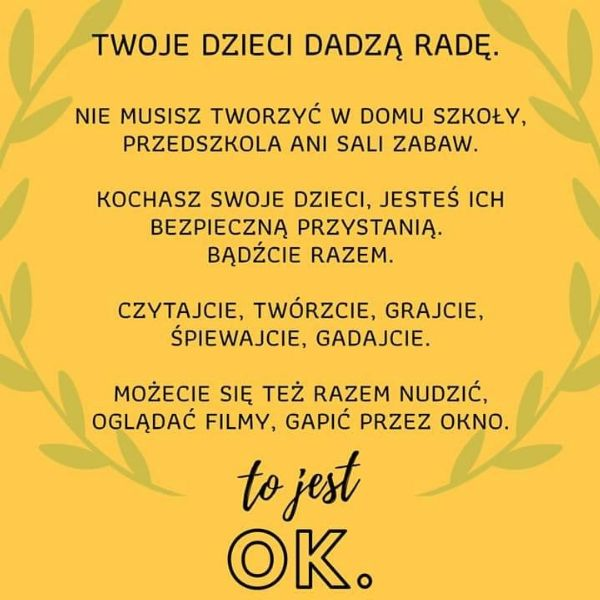 TWOJE DZIECI DADZĄ RADĘ.
NIE MUSISZ TWORZYĆ W DOMU SZKOŁY,
PRZEDSZKOLA ANI SALI ZABAW.
KOCHASZ SWOJE DZIECI, JESTEŚ ICH
BEZPIECZNĄ PRZYSTANIĄ.
BĄDŹCIE RAZEM.
CZYTAJCIE, TWÓRZCIE, GRAJCIE,
ŚPIEWAJCIE, GADAJCIE.
MOŻECIE SIĘ TEŻ RAZEM NUDZIĆ,
OGLĄDAĆ FILMY, GAPIĆ PRZEZ OKNO.
to jest
OK.